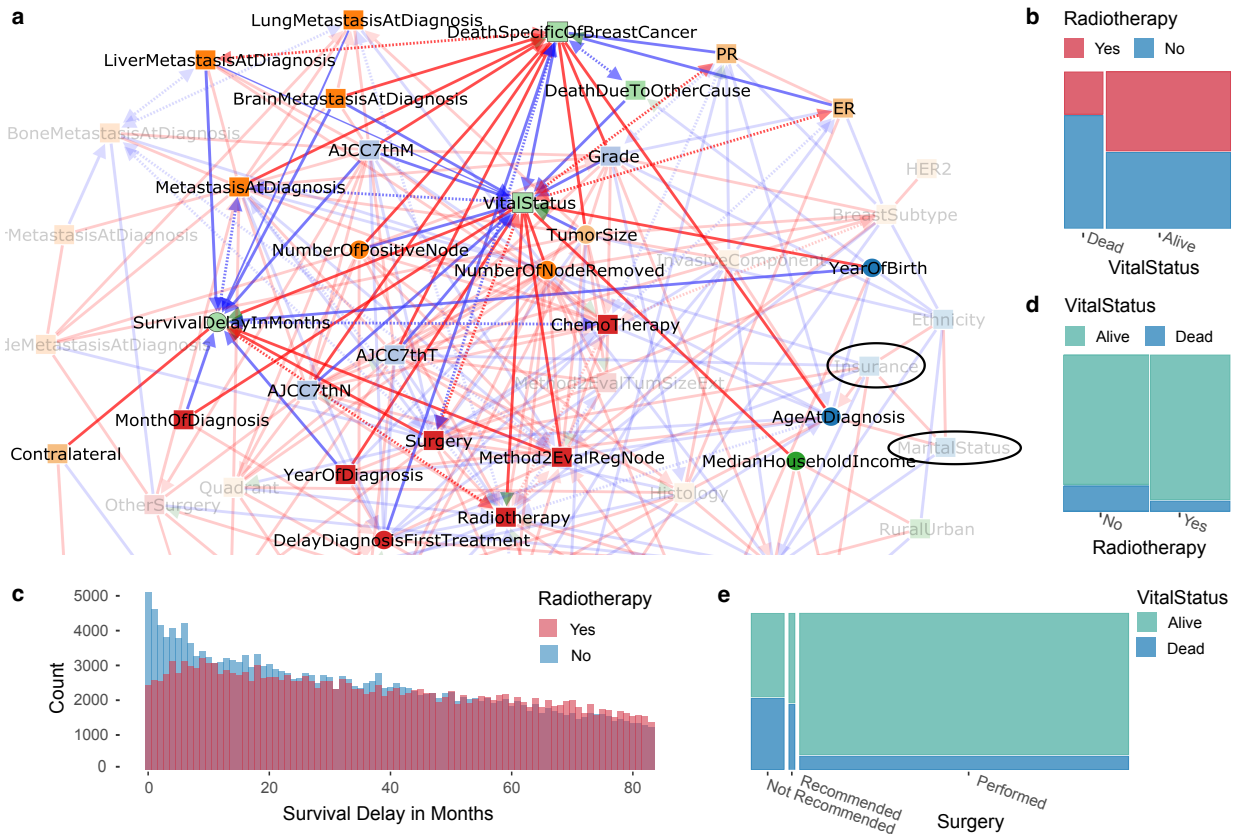 a
LungMetastasisAtDiagnosis
DeathSpecificOfBreastCancer
LiverMetastasisAtDiagnosis
PR
BrainMetastasisAtDiagnosis
DeathDueToOtherCause
ER
BoneMetastasisAtDiagnosis
AJCC7thM
Grade
HER2
MetastasisAtDiagnosis
VitalStatus
BreastSubtype
rMetastasisAtDiagnosis
TumorSize
NumberOfPositiveNode
InvasiveComponent
NumberOfNodeRemoved
YearOfBirth
SurvivalDelayInMonths
ChemoTherapy
Ethnicity
deMetastasisAtDiagnosis
AJCC7thT
Insurance
Method2EvalTumSizeExt
AJCC7thN
MonthOfDiagnosis
AgeAtDiagnosis
Surgery
Contralateral
Method2EvalRegNode
MedianHouseholdIncome
MaritalStatus
YearOfDiagnosis
Quadrant
Histology
OtherSurgery
Radiotherapy
RuralUrban
DelayDiagnosisFirstTreatment
b
Radiotherapy
Yes No
Dead
Alive
VitalStatus
d
VitalStatus
Alive Dead
No
Yes
Radiotherapy
c
5000
4000
3000
2000
1000
0
Count
0 20 40 60 80
Survival Delay in Months
Radiotherapy
Yes
No
e
VitalStatus
Alive
Dead
Not Recommended
Recommended
Performed
Surgery